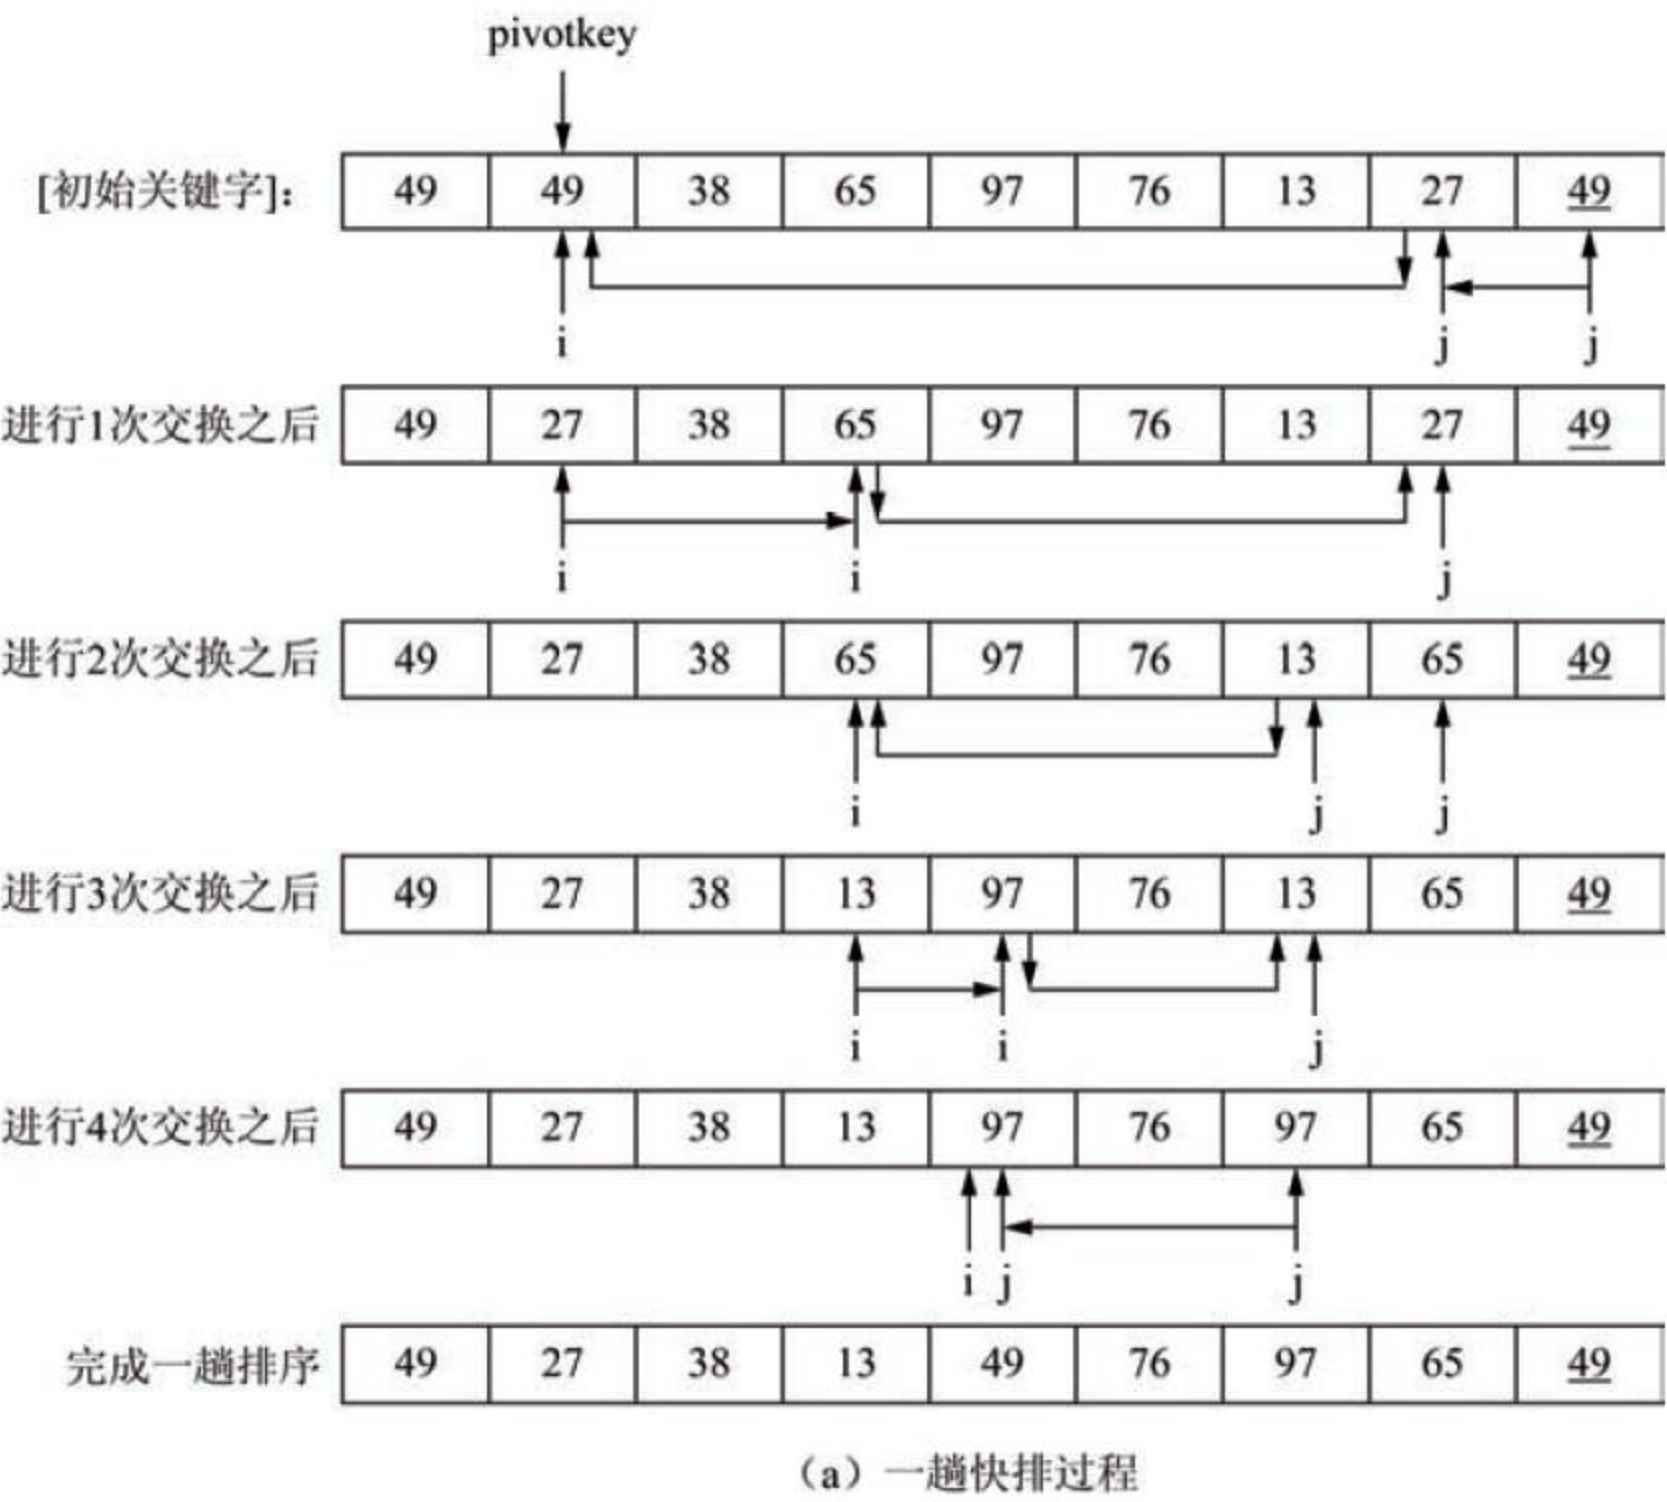 pivotkey
[初始关键字]： 49 49 38 65 97 76 13 27 49
i j j
进行1次交换之后 49 27 38 65 97 76 13 27 49
i i j
进行2次交换之后 49 27 38 65 97 76 13 65 49
i j j
进行3次交换之后 49 27 38 13 97 76 13 65 49
i i j
进行4次交换之后 49 27 38 13 97 76 97 65 49
i j j
完成一趟排序 49 27 38 13 49 76 97 65 49
（a）一趟快排过程